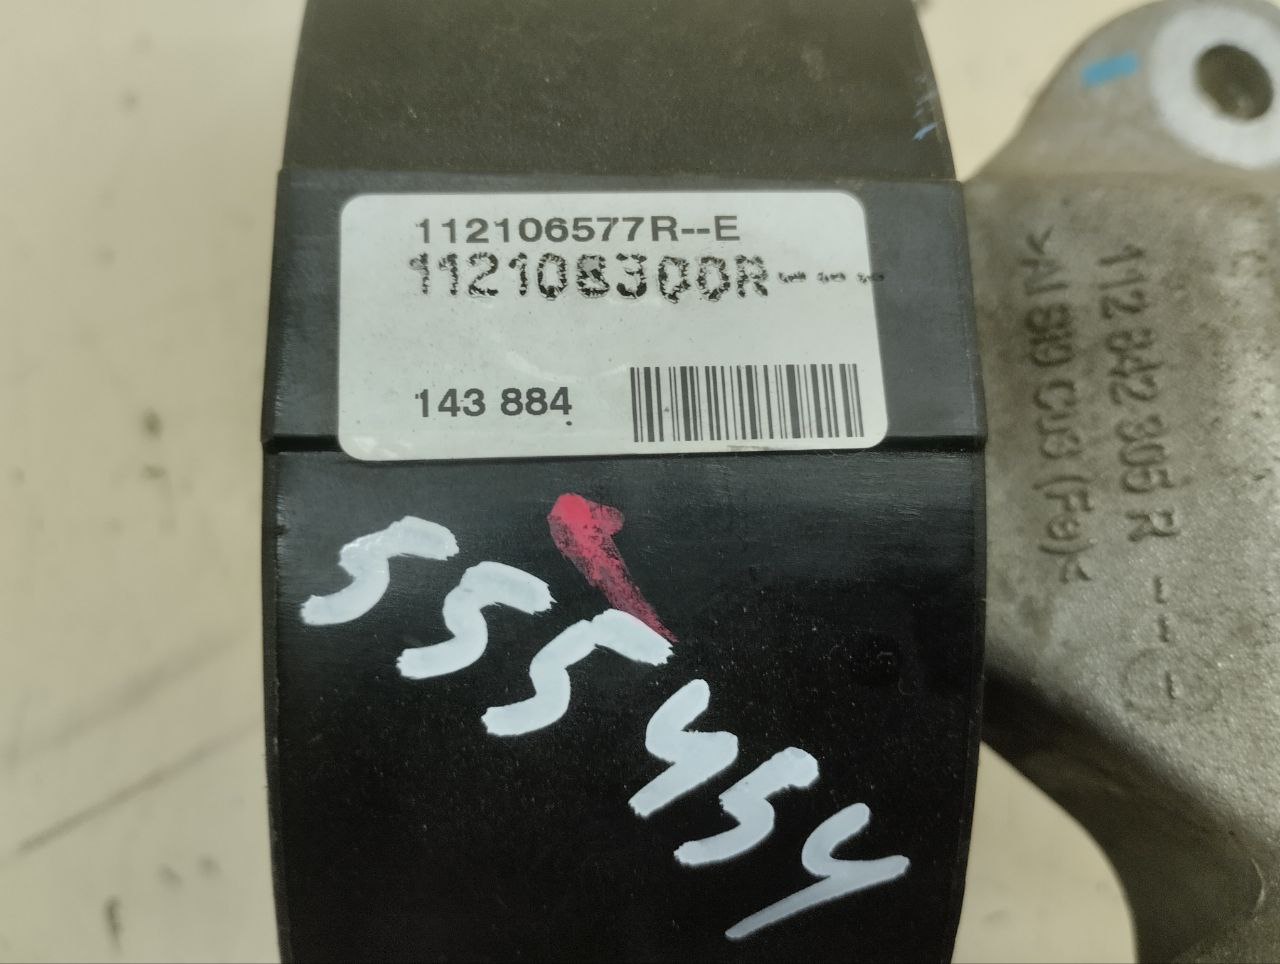 112106577R--E
112108300R---
143 884
555454
112 842 305 R ---